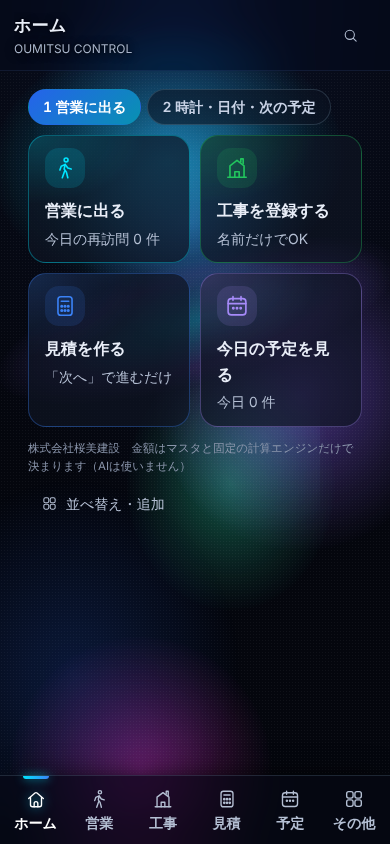 ホーム
OUMITSU CONTROL
1 営業に出る
2 時計・日付・次の予定
営業に出る
今日の再訪問 0 件
工事を登録する
名前だけでOK
見積を作る
「次へ」で進むだけ
今日の予定を見
る
今日 0 件
株式会社桜美建設　金額はマスタと固定の計算エンジンだけで
決まります（AIは使いません）
並べ替え・追加
ホーム
営業
工事
見積
予定
その他